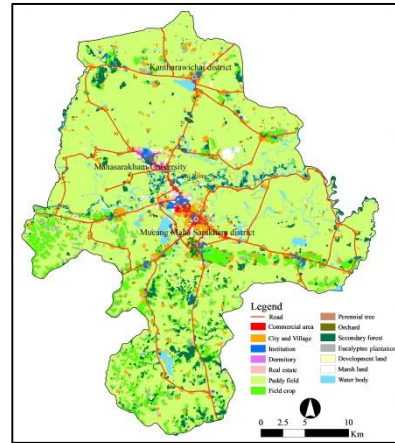 Kantharawichai district
Mahasarakham University
Mueang Maha Sarakham district
Legend
Road
Commercial area
City and Village
Institution
Dormitory
Real estate
Paddy field
Field crop
Perennial tree
Orchard
Secondary forest
Eucalyptus plantation
Development land
Marsh land
Water body
0 2.5 5 10
Km